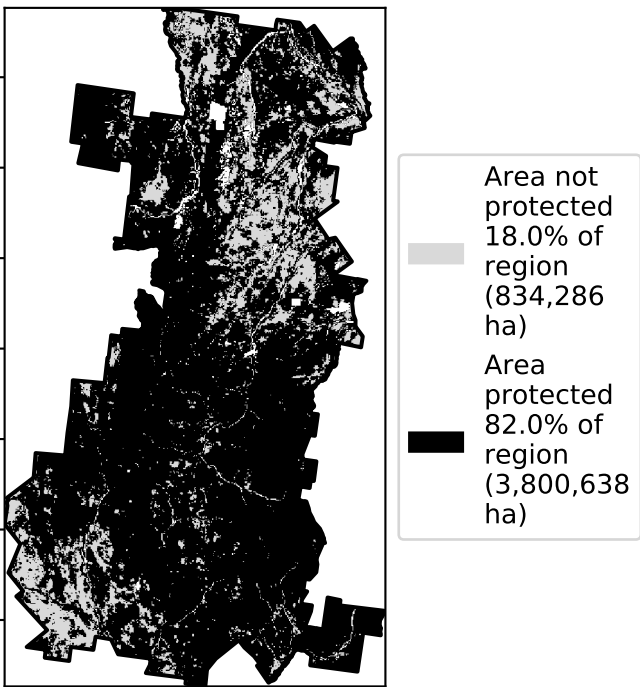 Area not
protected
18.0% of
region
(834,286
ha)
Area
protected
82.0% of
region
(3,800,638
ha)